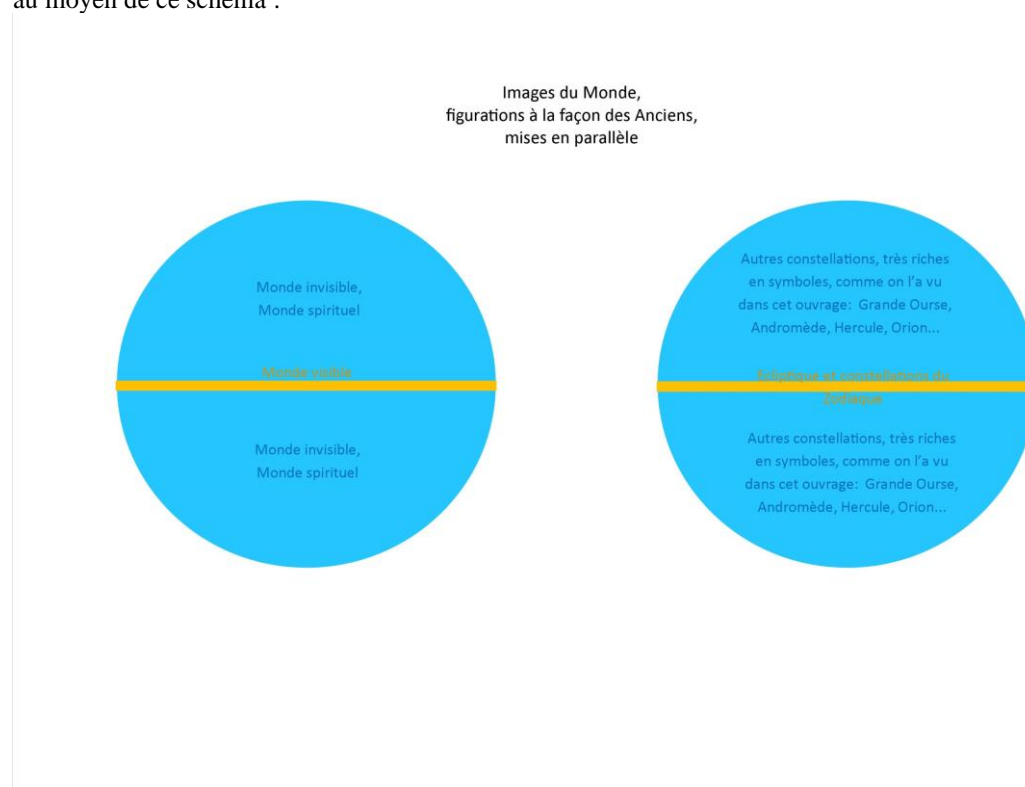 au moyen de ce schéma :
Images du Monde,
figurations à la façon des Anciens,
mises en parallèle
Monde invisible,
Monde spirituel
Monde visible
Monde invisible,
Monde spirituel
Autres constellations, très riches
en symboles, comme on l'a vu
dans cet ouvrage: Grande Ourse,
Andromède, Hercule, Orion...
Ecliptique et constellations du
Zodiaque
Autres constellations, très riches
en symboles, comme on l'a vu
dans cet ouvrage: Grande Ourse,
Andromède, Hercule, Orion...